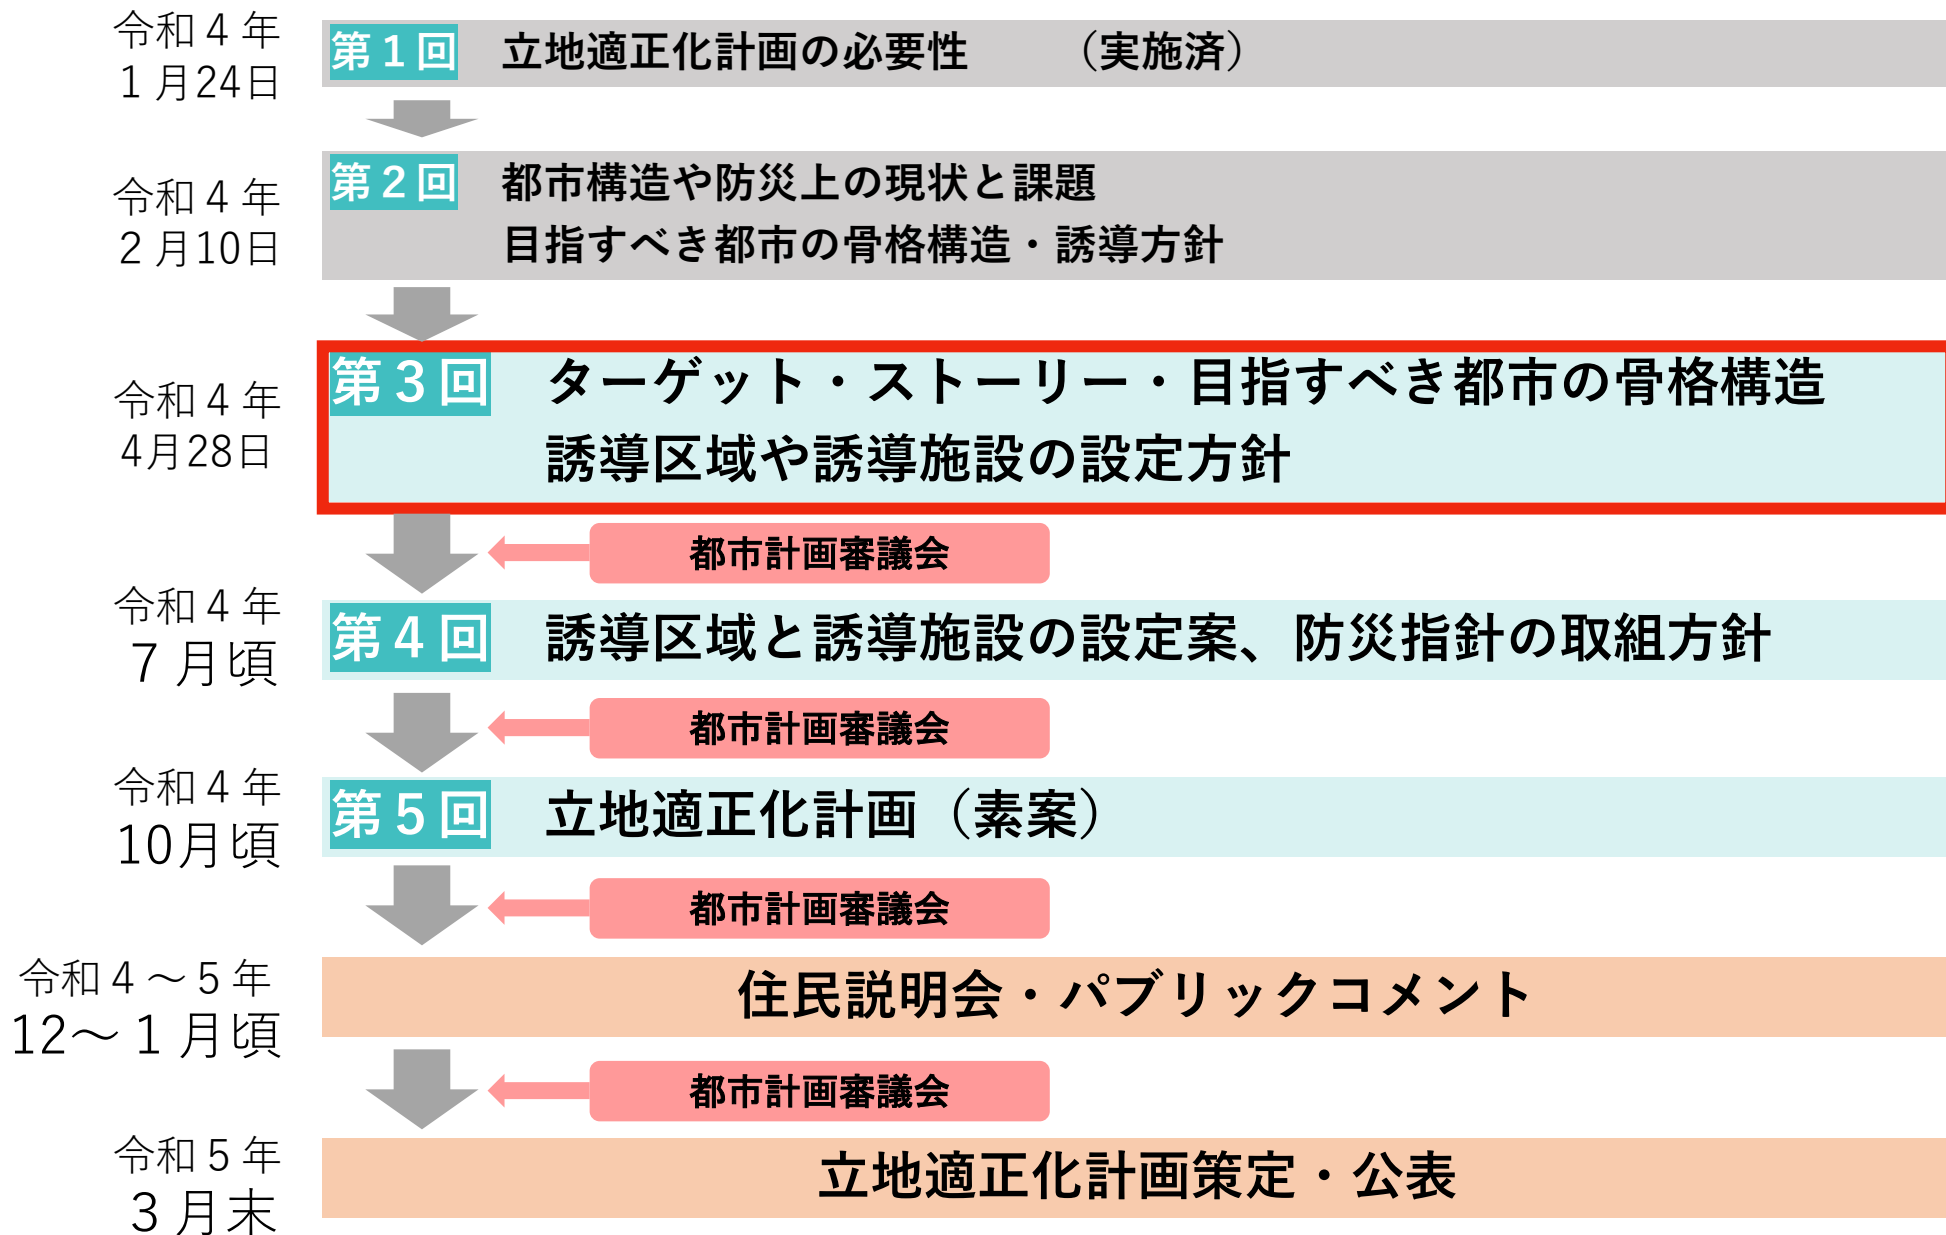 令和４年
１月24日
第１回 立地適正化計画の必要性 （実施済）
令和４年
２月10日
第２回 都市構造や防災上の現状と課題
目指すべき都市の骨格構造・誘導方針
令和４年
4月28日
第３回 ターゲット・ストーリー・目指すべき都市の骨格構造
誘導区域や誘導施設の設定方針
都市計画審議会
令和４年
７月頃
第４回 誘導区域と誘導施設の設定案、防災指針の取組方針
都市計画審議会
令和４年
10月頃
第５回 立地適正化計画（素案）
都市計画審議会
令和４～５年
12～１月頃
住民説明会・パブリックコメント
都市計画審議会
令和５年
３月末
立地適正化計画策定・公表